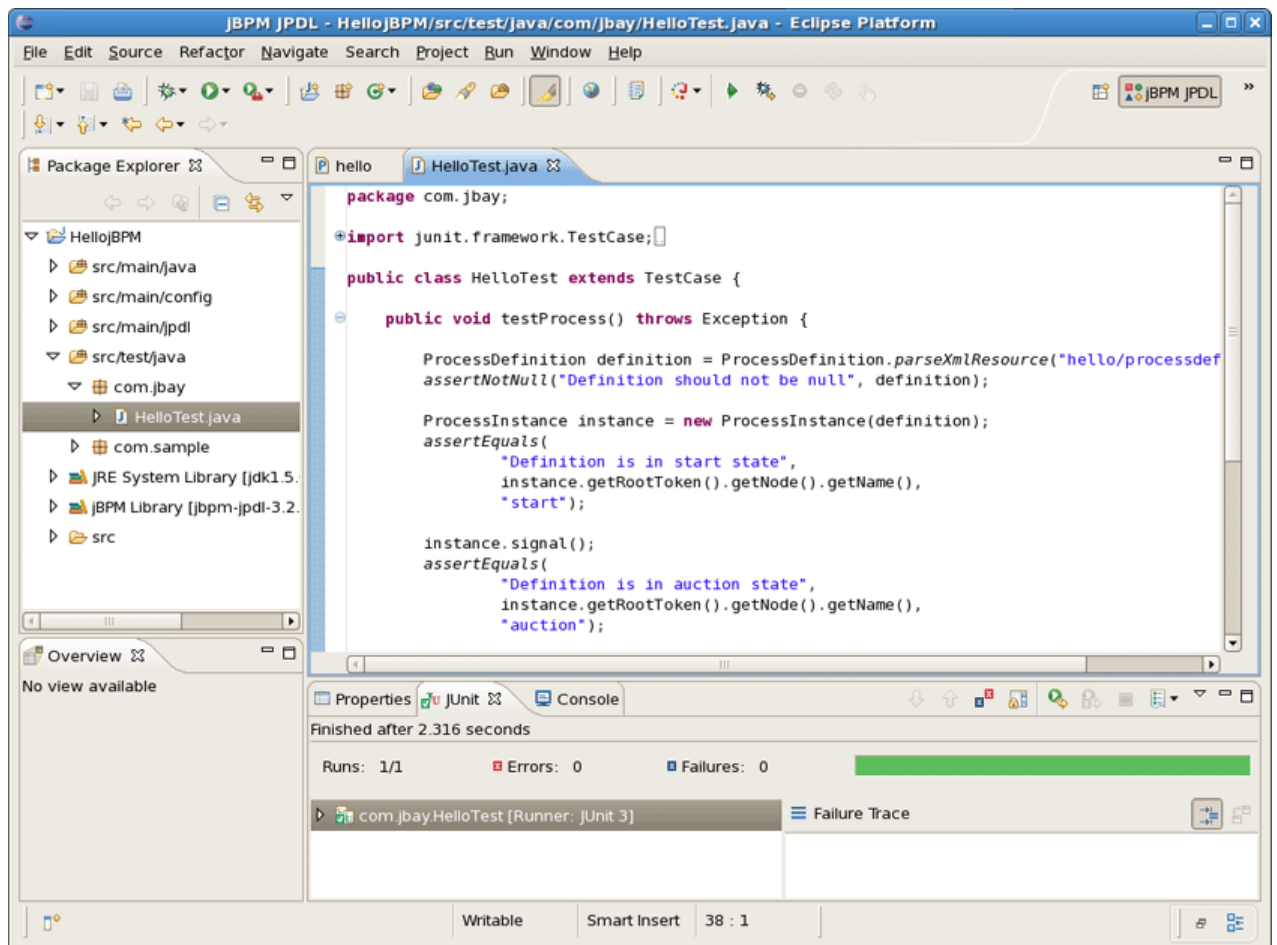 jBPM JPDL - HellojBPM/src/test/java/com/jbay/HelloTest.java - Eclipse Platform
File Edit Source Refactor Navigate Search Project Run Window Help
jBPM JPDL
Package Explorer
HellojBPM
src/main/java
src/main/config
src/main/jpdl
src/test/java
com.jbay
HelloTest.java
com.sample
JRE System Library [jdk1.5.
jBPM Library [jbpm-jpdl-3.2.
src
Overview
No view available
hello HelloTest.java
package com.jbay;
import junit.framework.TestCase;
public class HelloTest extends TestCase {
public void testProcess() throws Exception {
ProcessDefinition definition = ProcessDefinition.parseXmlResource("hello/processdef
assertNotNull("Definition should not be null", definition);
ProcessInstance instance = new ProcessInstance(definition);
assertEquals(
"Definition is in start state",
instance.getRootToken().getNode().getName(),
"start");
instance.signal();
assertEquals(
"Definition is in auction state",
instance.getRootToken().getNode().getName(),
"auction");
Properties JUnit Console
Finished after 2.316 seconds
Runs: 1/1 Errors: 0 Failures: 0
com.jbay.HelloTest [Runner: JUnit 3]
Failure Trace
Writable Smart Insert 38 : 1